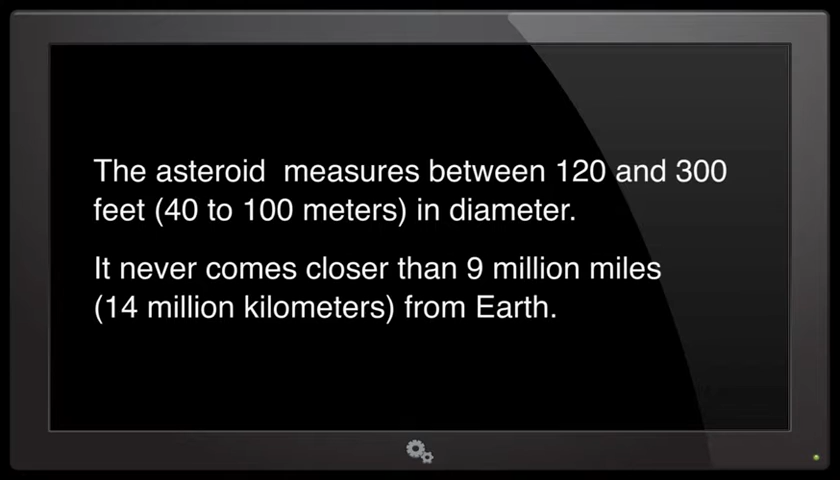 The asteroid  measures between 120 and 300
feet (40 to 100 meters) in diameter.
It never comes closer than 9 million miles
(14 million kilometers) from Earth.